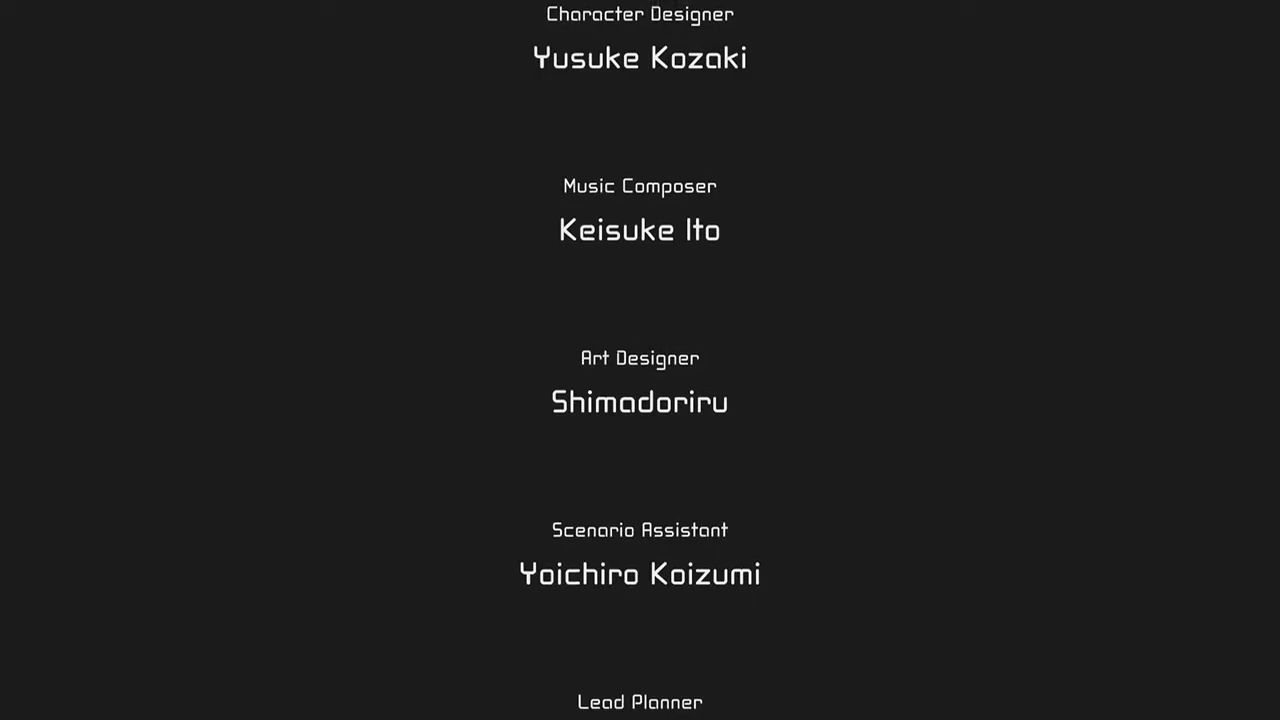 Character Designer
Yusuke Kozaki
Music Composer
Keisuke Ito
Art Designer
Shimadoriru
Scenario Assistant
Yoichiro Koizumi
Lead Planner